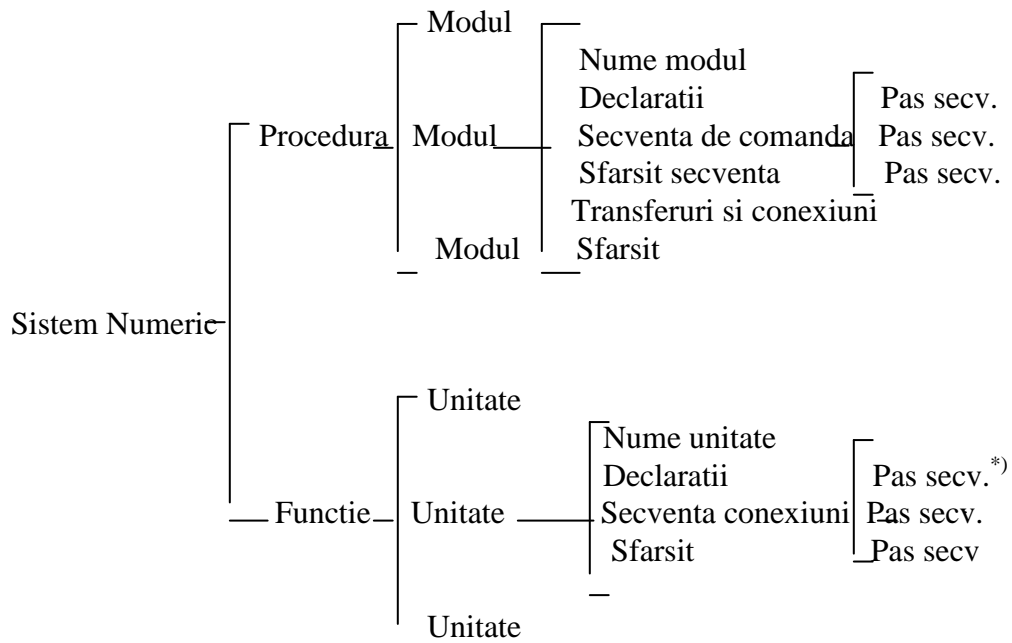 Modul
Nume modul
Declaratii
Pas secv.
Procedura
Modul
Secventa de comanda
Pas secv.
Sfarsit secventa
Pas secv.
Transferuri si conexiuni
Modul
Sfarsit
Sistem Numeric
Unitate
Nume unitate
Declaratii
Pas secv.*)
Functie
Unitate
Secventa conexiuni
Pas secv.
Sfarsit
Pas secv
Unitate